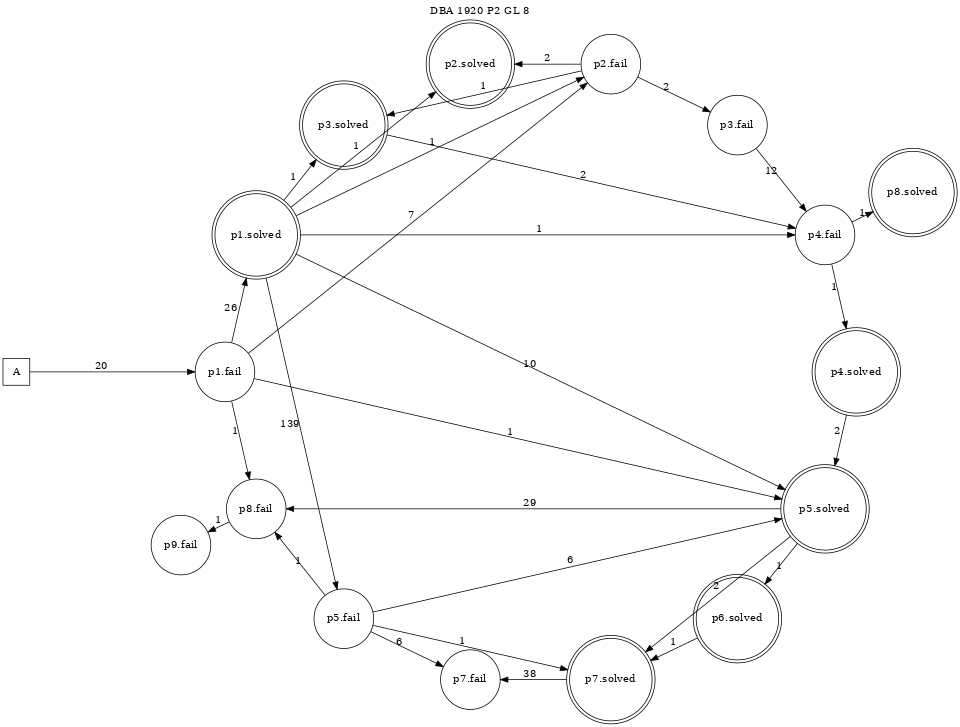 DBA 1920 P2 GL 8
p2.solved
2
p2.fail
1
2
p3.solved
p3.fail
1
1
2
12
p8.solved
1
7
1
p1.solved
1
p4.fail
26
1
10
A
20
p1.fail
p4.solved
139
1
1
2
p8.fail
29
p5.solved
1
p9.fail
1
6
1
2
p5.fail
p6.solved
1
6
1
p7.fail
38
p7.solved